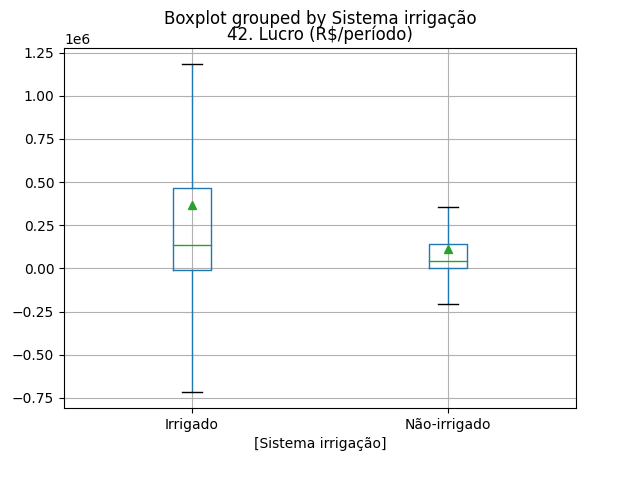 Boxplot grouped by Sistema irrigação
42. Lucro (R$/período)
1e6
1.25
1.00
0.75
0.50
0.25
0.00
−0.25
−0.50
−0.75
Irrigado Não-irrigado
[Sistema irrigação]